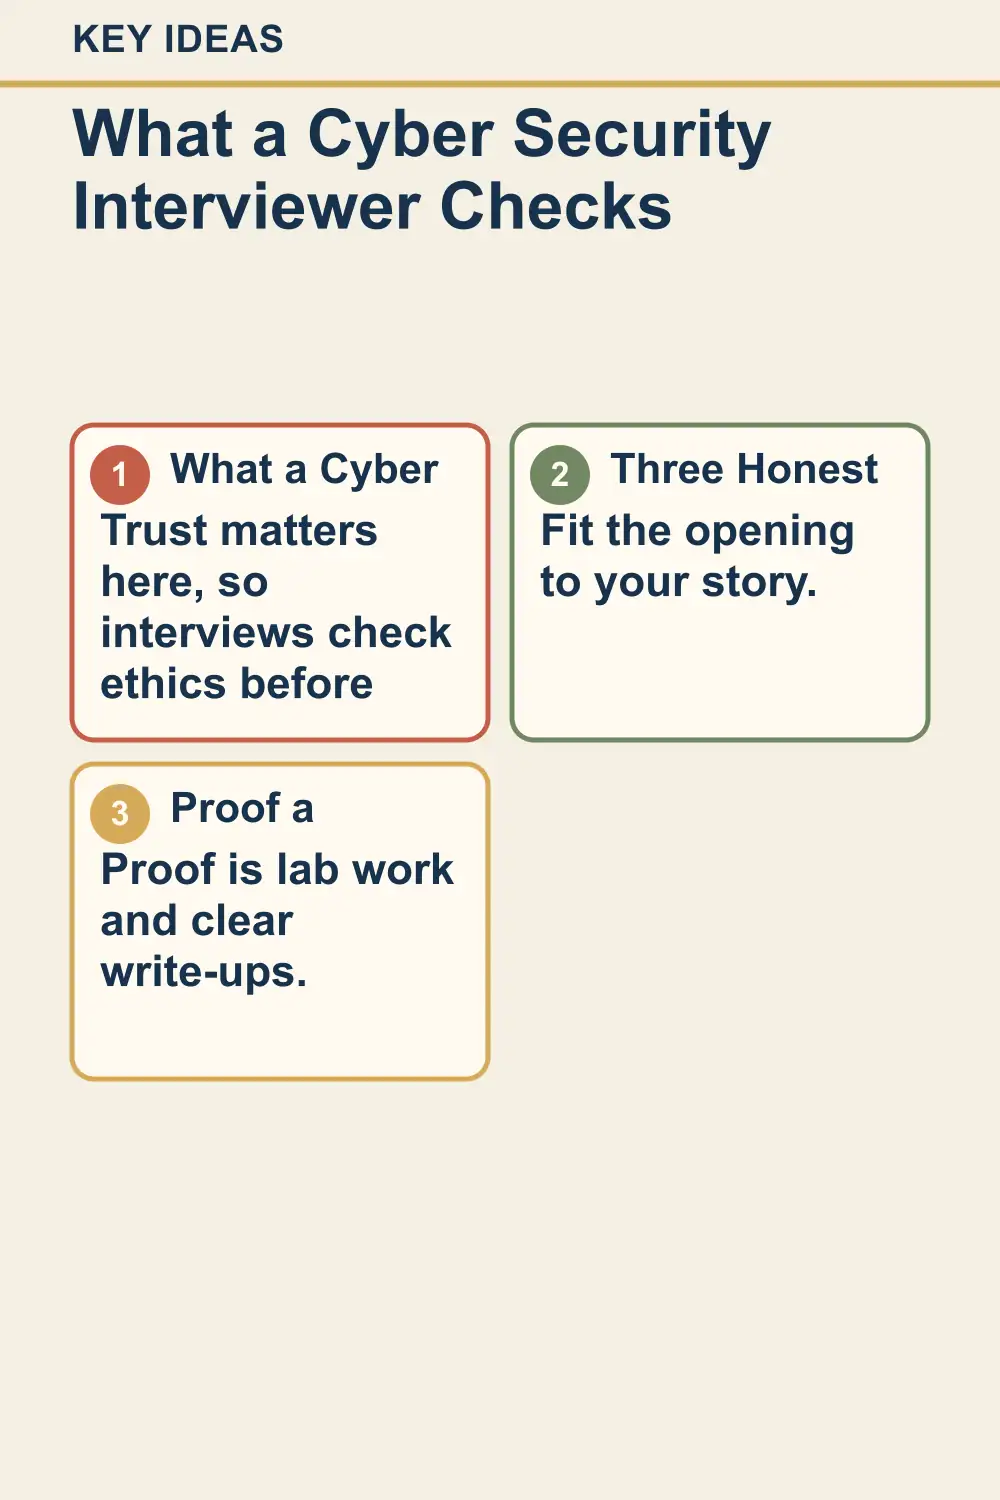 KEY IDEAS
What a Cyber Security
Interviewer Checks
1 What a Cyber
Trust matters
here, so
interviews check
ethics before
2 Three Honest
Fit the opening
to your story.
3 Proof a
Proof is lab work
and clear
write-ups.